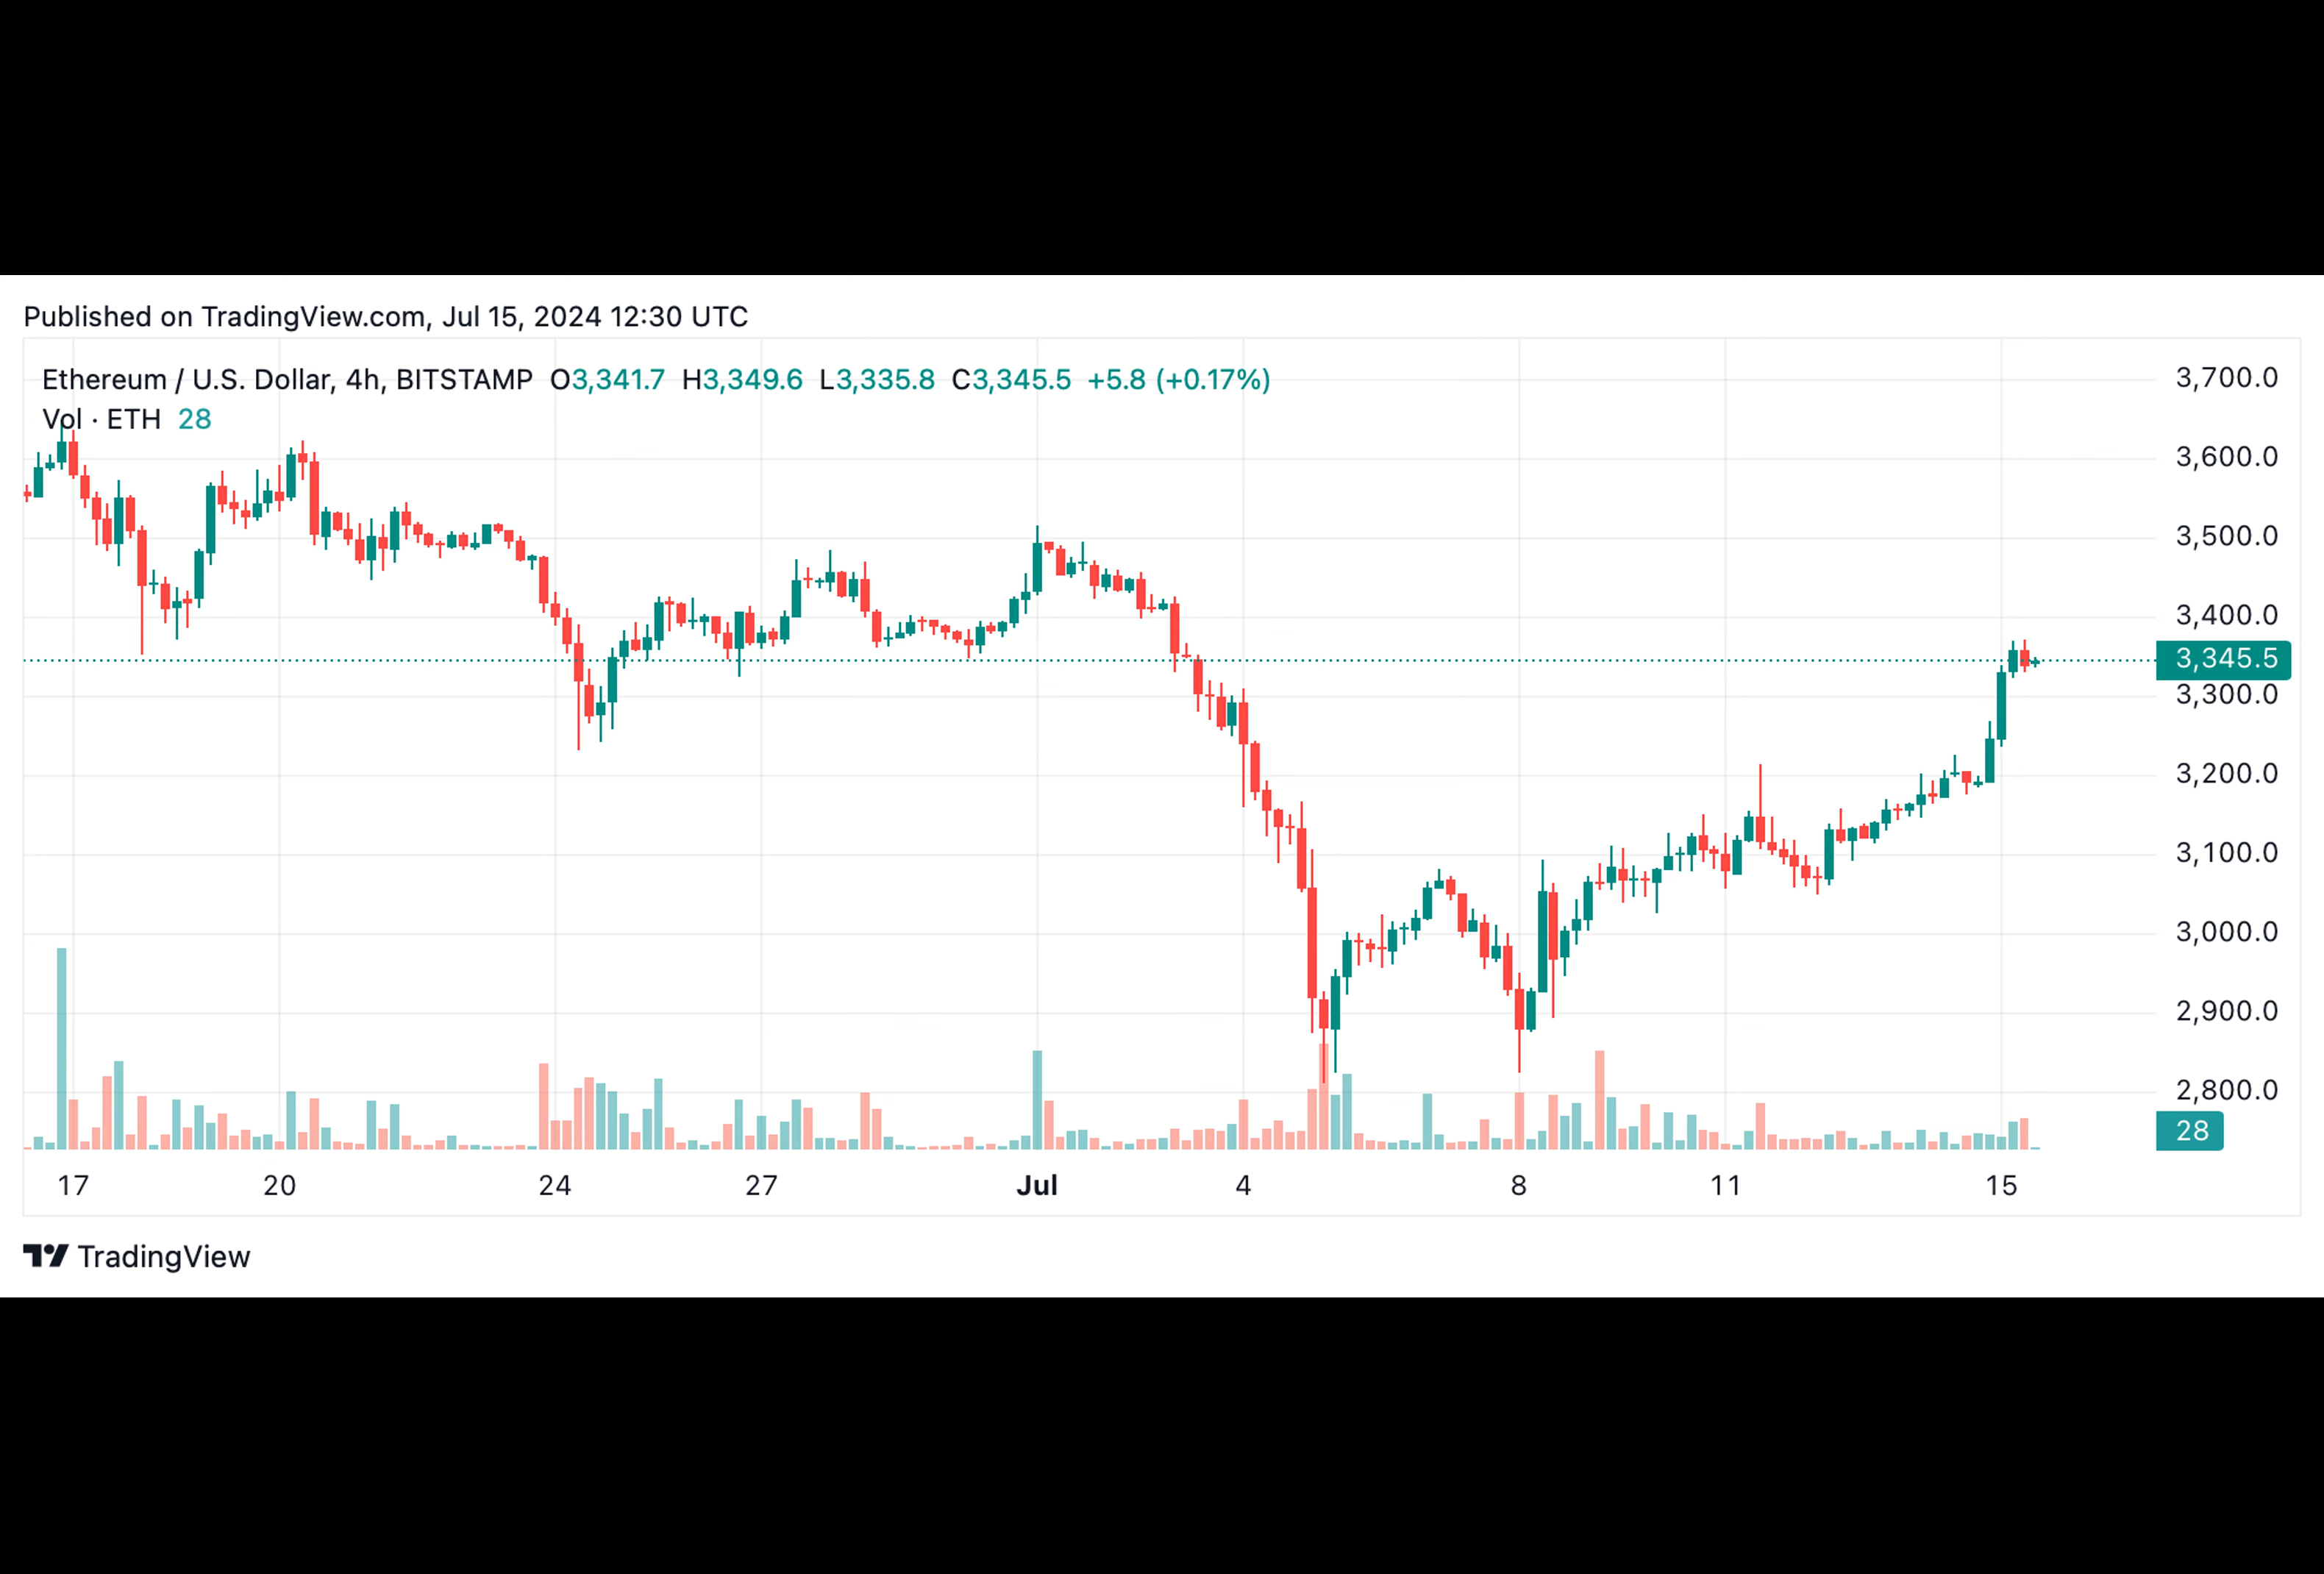 Published on TradingView.com, Jul 15, 2024 12:30 UTC
Ethereum / U.S. Dollar, 4h, BITSTAMP O3,341.7 H3,349.6 L3,335.8 C3,345.5 +5.8 (+0.17%)
Vol · ETH 28
3,700.0
3,600.0
3,500.0
3,400.0
3,345.5
3,300.0
3,200.0
3,100.0
3,000.0
2,900.0
2,800.0
28
17 20 24 27 Jul 4 8 11 15
TradingView